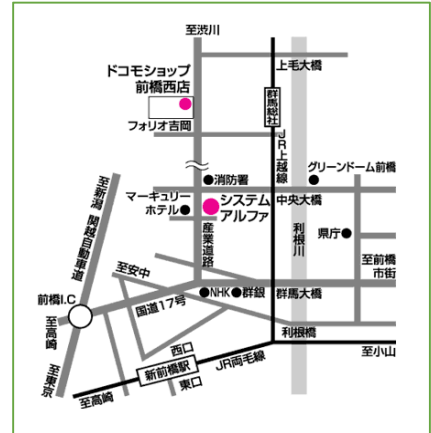 至渋川
上毛大橋
ドコモショップ
前橋西店
フォリオ吉岡
群馬総社
JR上越線
グリーンドーム前橋
消防署
マーキュリー
ホテル
システム
アルファ
中央大橋
産業道路
利根川
県庁
至新潟
関越自動車道
至前橋
市街
至安中
前橋I.C
国道17号
NHK
群銀
群馬大橋
至高崎
利根橋
西口
新前橋駅
東口
JR両毛線
至小山
至東京
至高崎